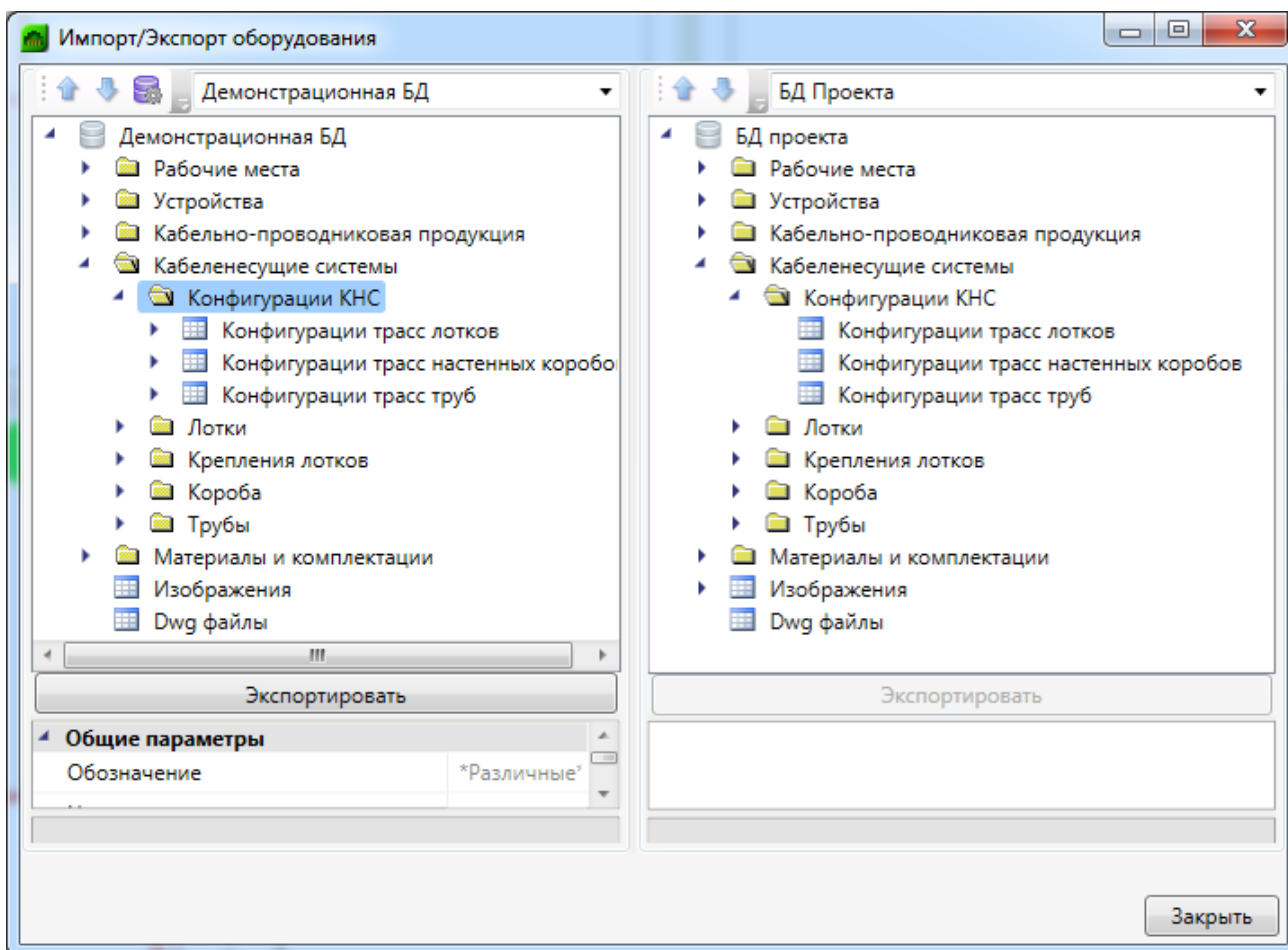 Импорт/Экспорт оборудования
Демонстрационная БД
Демонстрационная БД
Рабочие места
Устройства
Кабельно-проводниковая продукция
Кабеленесущие системы
Конфигурации КНС
Конфигурации трасс лотков
Конфигурации трасс настенных коробо
Конфигурации трасс труб
Лотки
Крепления лотков
Короба
Трубы
Материалы и комплектации
Изображения
Dwg файлы
Экспортировать
Общие параметры
Обозначение *Различные*
БД Проекта
БД проекта
Рабочие места
Устройства
Кабельно-проводниковая продукция
Кабеленесущие системы
Конфигурации КНС
Конфигурации трасс лотков
Конфигурации трасс настенных коробов
Конфигурации трасс труб
Лотки
Крепления лотков
Короба
Трубы
Материалы и комплектации
Изображения
Dwg файлы
Экспортировать
Закрыть